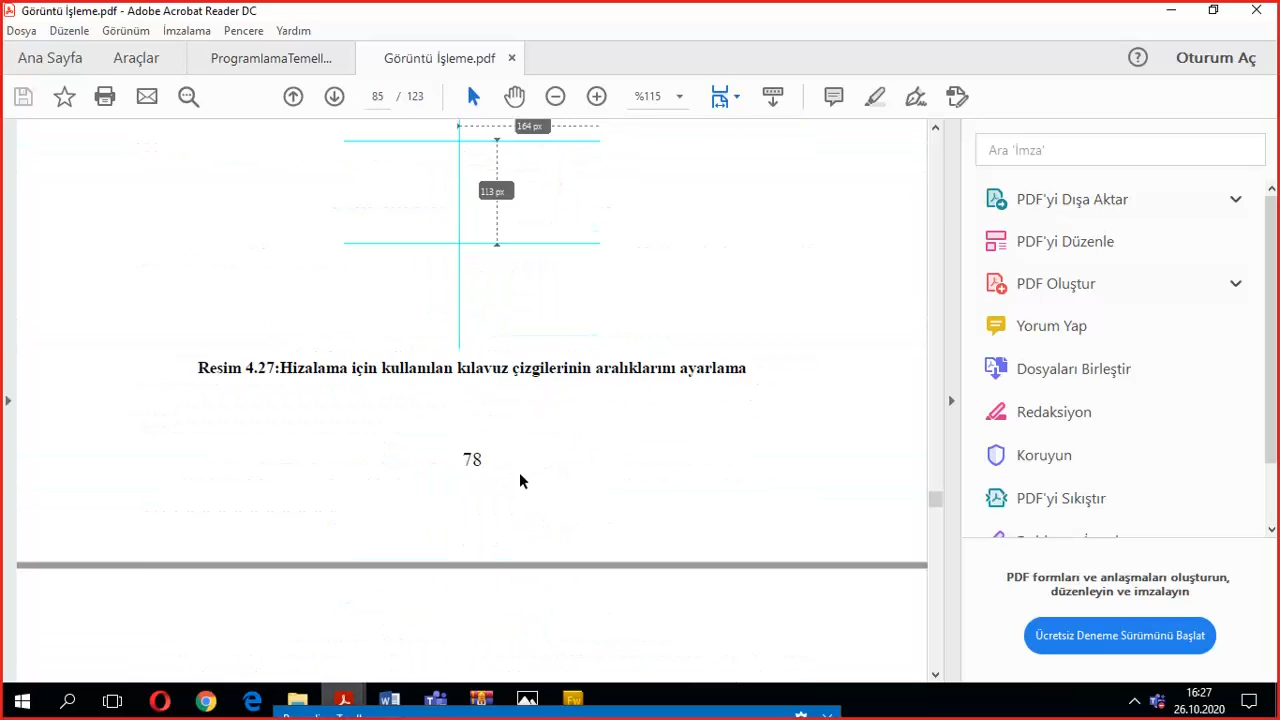 Görüntü İşleme.pdf - Adobe Acrobat Reader DC
Dosya Düzenle Görünüm İmzalama Pencere Yardım
Ana Sayfa Araçlar ProgramlamaTemell... Görüntü İşleme.pdf × Oturum Aç
85 / 123 %115
164 px
113 px
Resim 4.27:Hizalama için kullanılan kılavuz çizgilerinin aralıklarını ayarlama
78
Ara 'İmza'
PDF'yi Dışa Aktar
PDF'yi Düzenle
PDF Oluştur
Yorum Yap
Dosyaları Birleştir
Redaksiyon
Koruyun
PDF'yi Sıkıştır
PDF formları ve anlaşmaları oluşturun,
düzenleyin ve imzalayın
Ücretsiz Deneme Sürümünü Başlat
16:27
26.10.2020